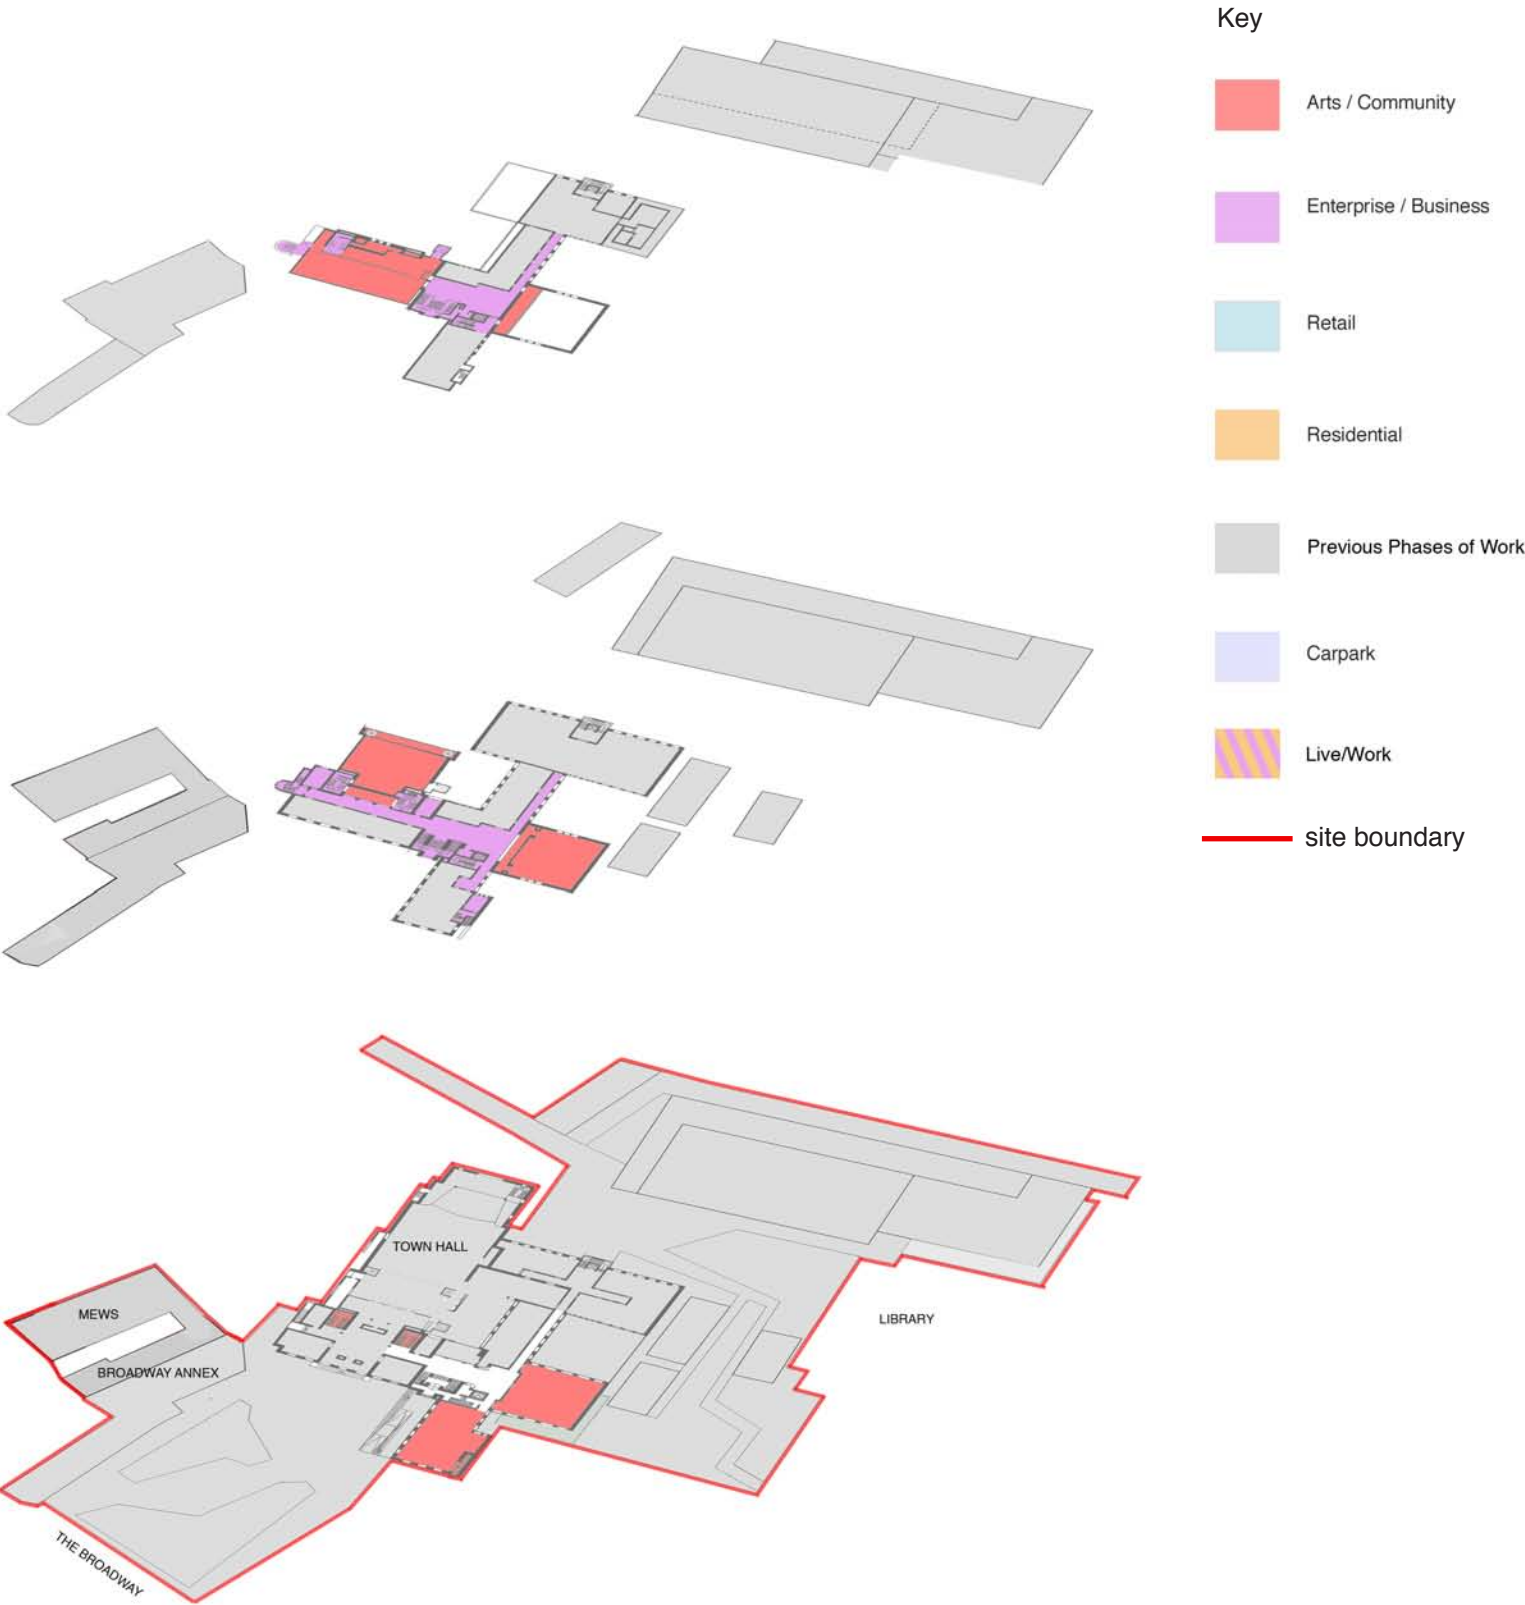 Key
Arts / Community
Enterprise / Business
Retail
Residential
Previous Phases of Work
Carpark
Live/Work
site boundary
TOWN HALL
MEWS
LIBRARY
BROADWAY ANNEX
THE BROADWAY